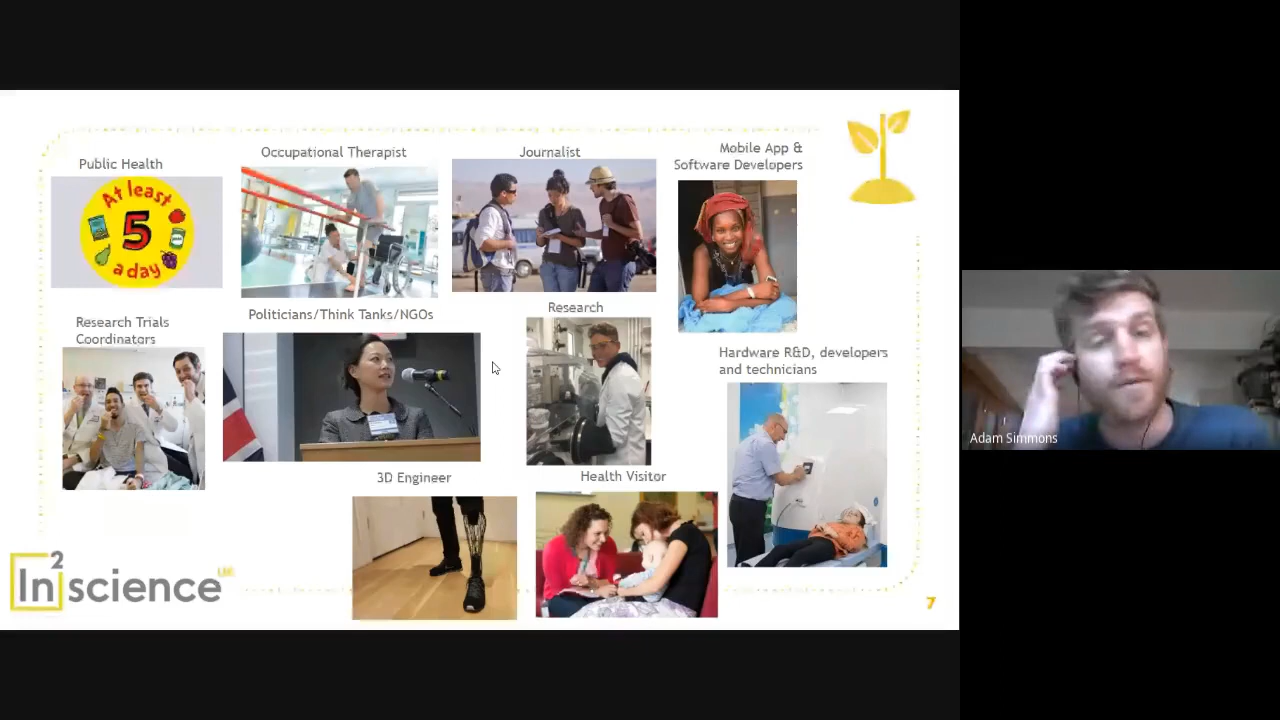 Public Health
Occupational Therapist
Journalist
Mobile App &
Software Developers
At least
5
a day
Politicians/Think Tanks/NGOs
Research
Research Trials
Coordinators
Hardware R&D, developers
and technicians
3D Engineer
Health Visitor
In2science
7
Adam Simmons